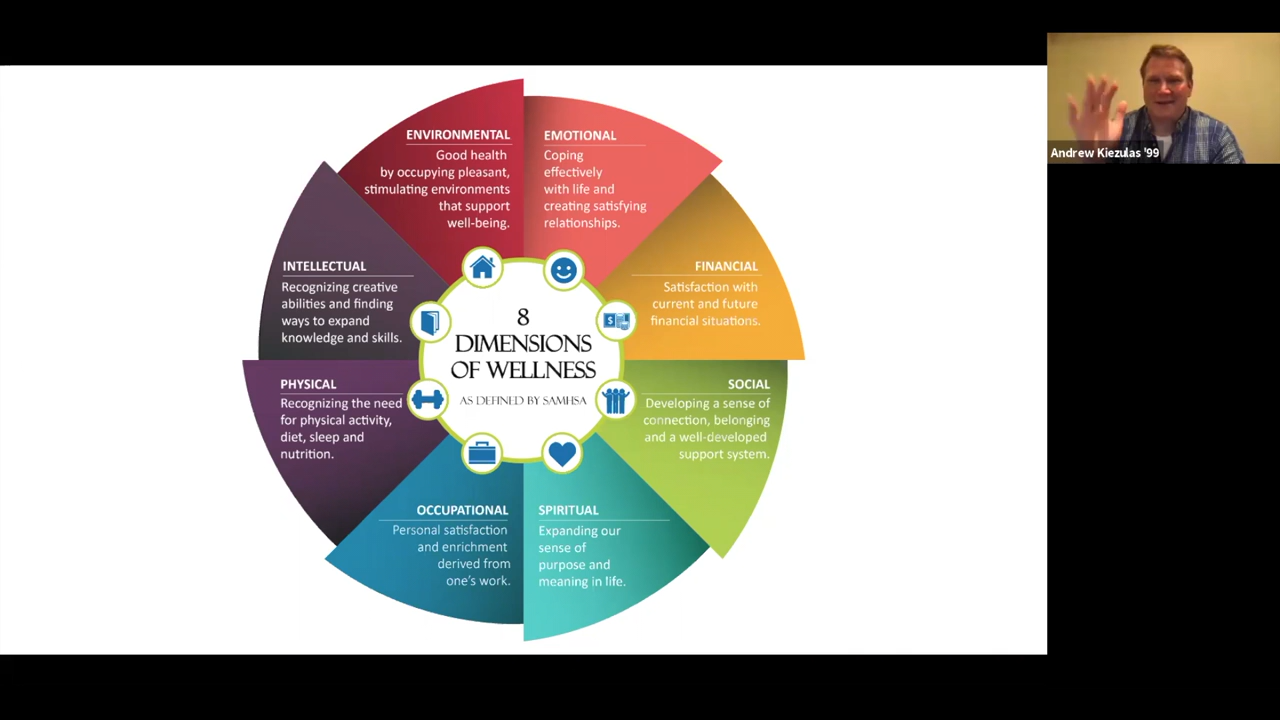 ENVIRONMENTAL
Good health
by occupying pleasant,
stimulating environments
that support
well-being.
EMOTIONAL
Coping
effectively
with life and
creating satisfying
relationships.
INTELLECTUAL
Recognizing creative
abilities and finding
ways to expand
knowledge and skills.
FINANCIAL
Satisfaction with
current and future
financial situations.
8
DIMENSIONS
OF WELLNESS
AS DEFINED BY SAMHSA
PHYSICAL
Recognizing the need
for physical activity,
diet, sleep and
nutrition.
SOCIAL
Developing a sense of
connection, belonging
and a well-developed
support system.
OCCUPATIONAL
Personal satisfaction
and enrichment
derived from
one's work.
SPIRITUAL
Expanding our
sense of
purpose and
meaning in life.
$
Andrew Kiezulas '99